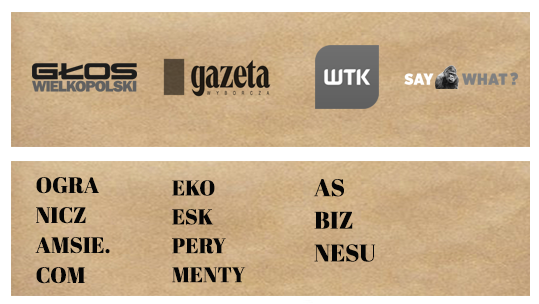 GŁOS
WIELKOPOLSKI
gazeta
WYBORCZA
WTK
SAY WHAT?
OGRA
NICZ
AMSIE.
COM
EKO
ESK
PERY
MENTY
AS
BIZ
NESU